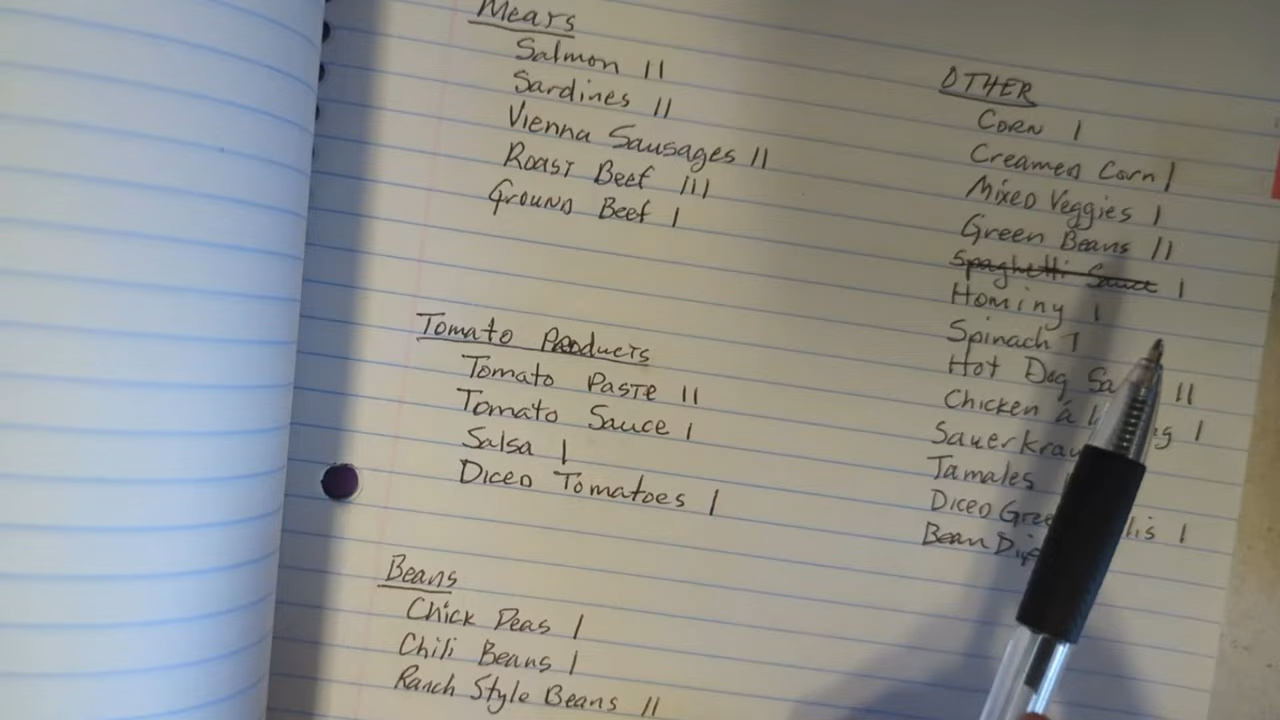 Meats
Salmon II
Sardines II
Vienna Sausages II
Roast Beef III
Ground Beef I
Tomato Products
Tomato Paste II
Tomato Sauce I
Salsa I
Diced Tomatoes I
Beans
Chick Peas I
Chili Beans I
Ranch Style Beans II
OTHER
Corn I
Creamed Corn I
Mixed Veggies I
Green Beans II
Spaghetti Sauce I
Hominy I
Spinach I
Hot Dog II
Chicken à I
Tamales
Diced I
Bean Dip